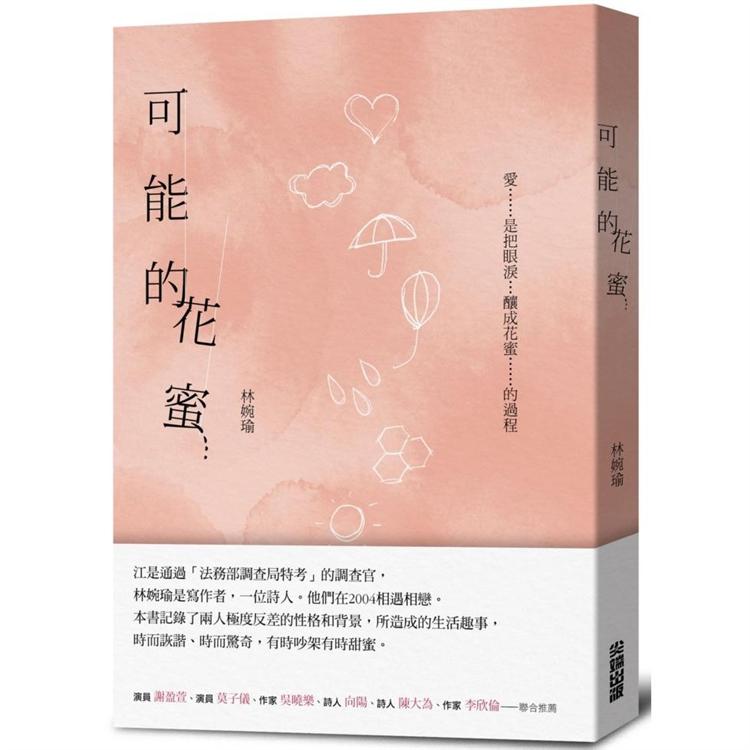 可能的花蜜…
林婉瑜
愛……是把眼淚…釀成花蜜……的過程
江是通過「法務部調查局特考」的調查官，
林婉瑜是寫作者，一位詩人。他們在2004相遇相戀。
本書記錄了兩人極度反差的性格和背景，所造成的生活趣事，
時而詼諧、時而驚奇，有時吵架有時甜蜜。
演員 謝盈萱、演員 莫子儀、作家 吳曉樂、詩人 向陽、詩人 陳大為、作家 李欣倫——聯合推薦
可能的花蜜…
林婉瑜
尖端出版